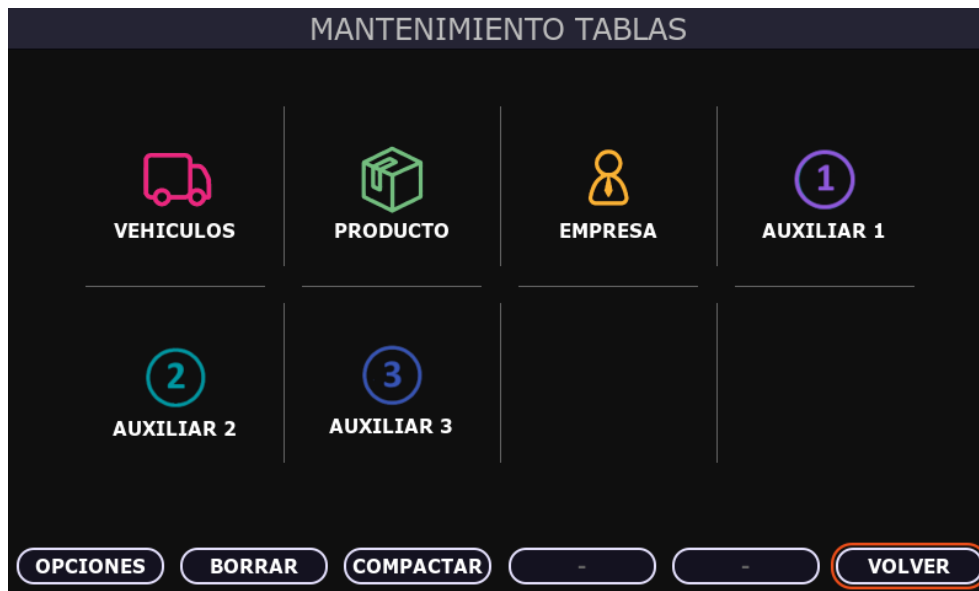 MANTENIMIENTO TABLAS
1
VEHICULOS PRODUCTO EMPRESA AUXILIAR 1
2 3
AUXILIAR 2 AUXILIAR 3
OPCIONES BORRAR COMPACTAR - - VOLVER